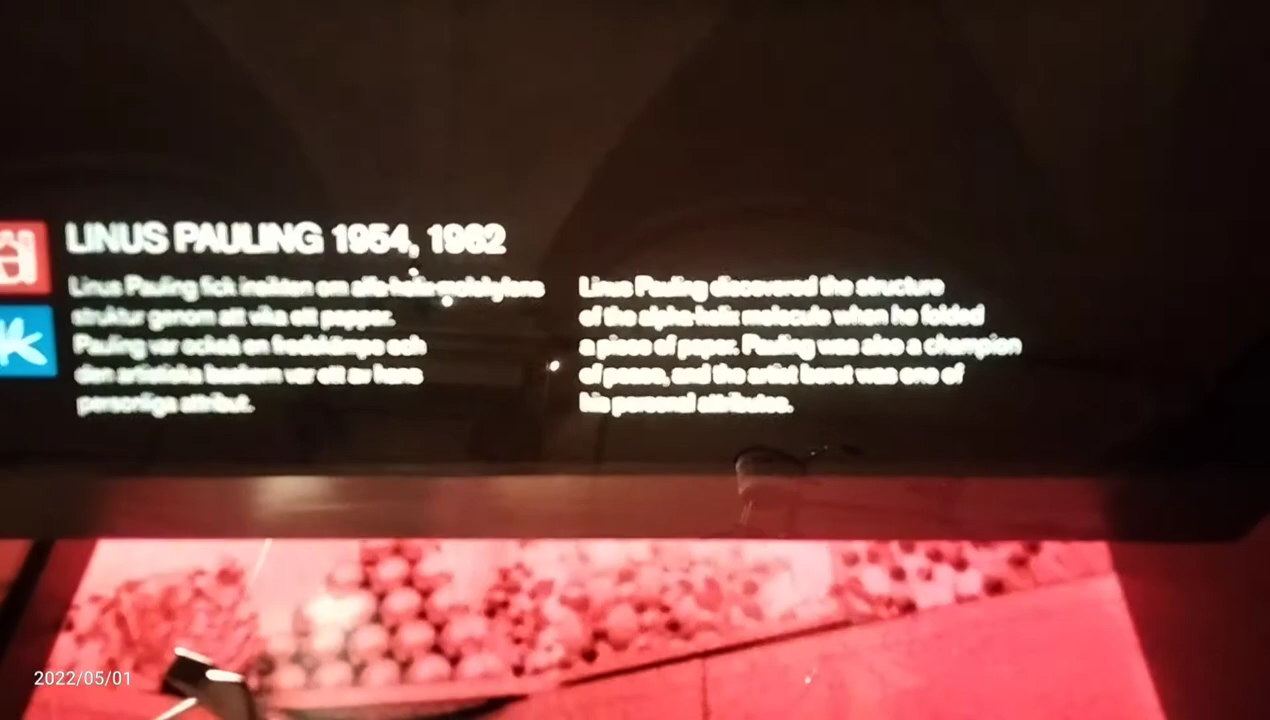 LINUS PAULING 1954, 1962
Linus Pauling fick insikten om alfa-helix-molekylens
struktur genom att vika ett papper.
Pauling var också en fredskämpe och
den artistiska baskern var ett av hans
personliga attribut.
Linus Pauling discovered the structure
of the alpha-helix molecule when he folded
a piece of paper. Pauling was also a champion
of peace, and the artist beret was one of
his personal attributes.
2022/05/01